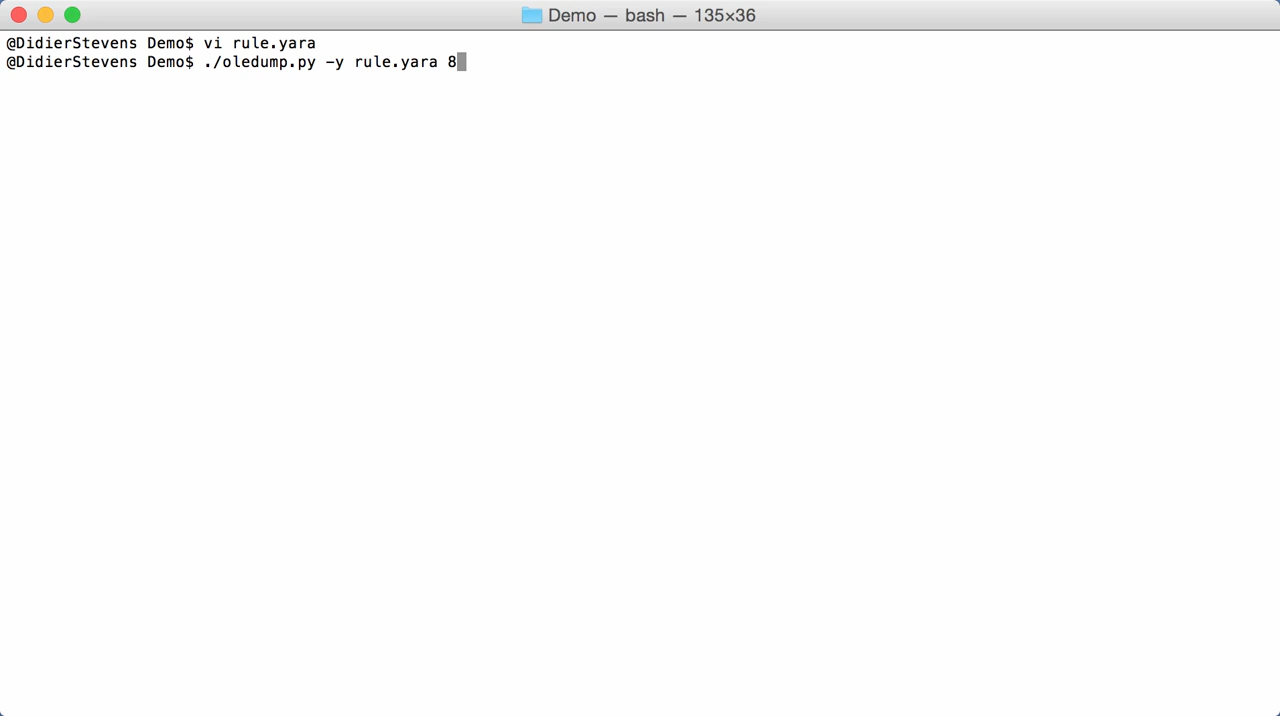 Demo — bash — 135×36
@DidierStevens Demo$ vi rule.yara
@DidierStevens Demo$ ./oledump.py -y rule.yara 8